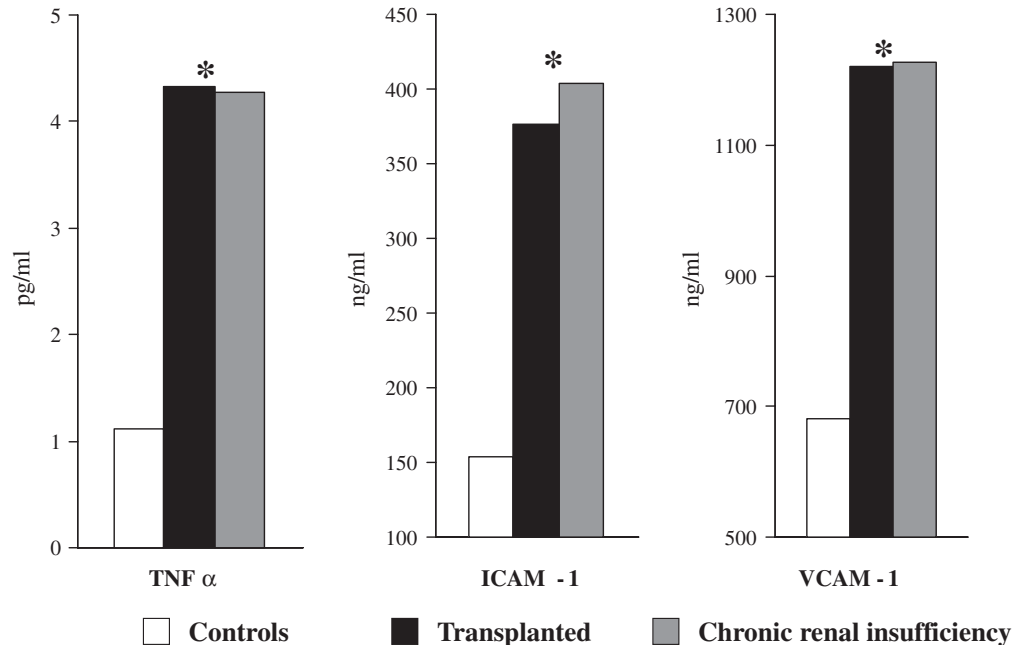 5
4
3
2
1
0
pg/ml
*
TNF α
450
400
350
300
250
200
150
100
ng/ml
*
ICAM - 1
1300
1100
900
700
500
ng/ml
*
VCAM - 1
Controls
Transplanted
Chronic renal insufficiency